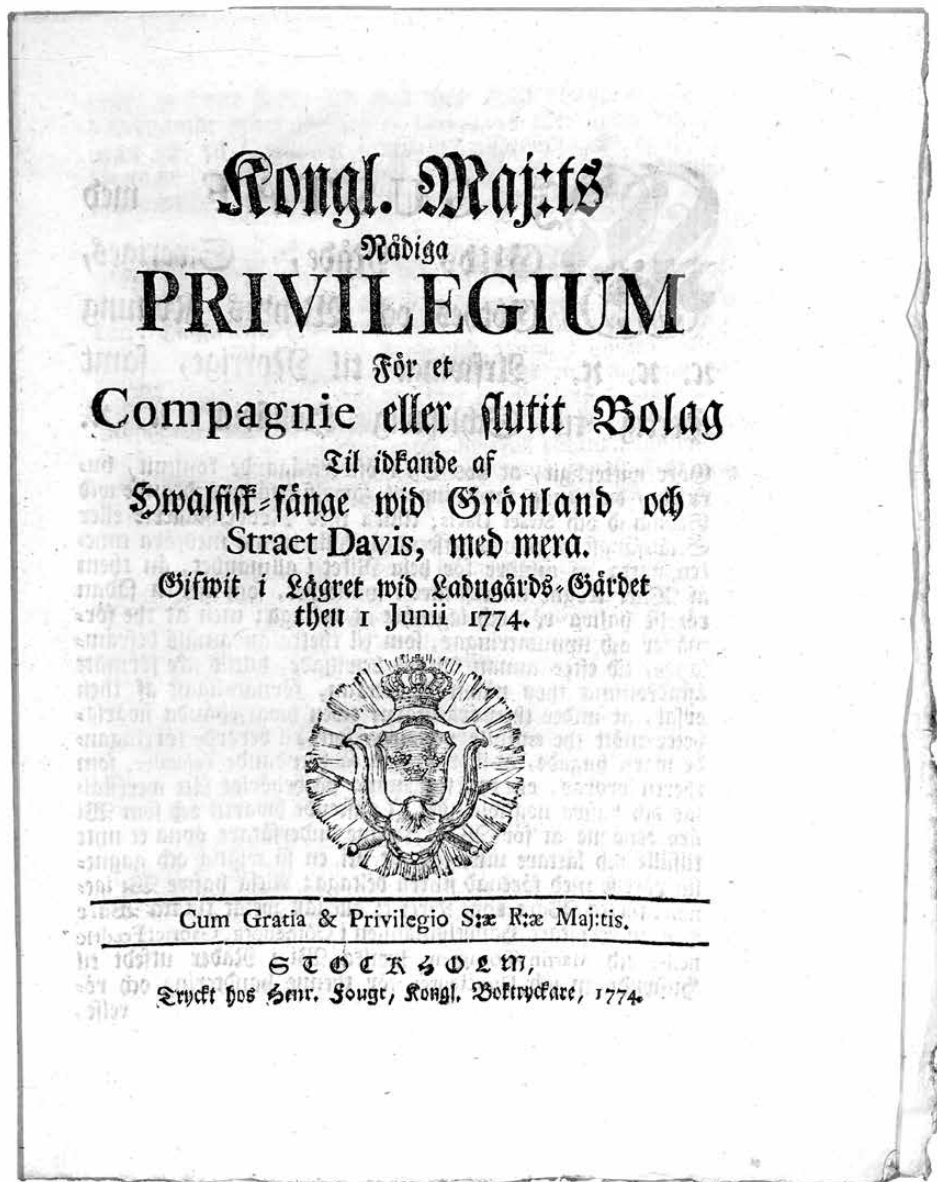 Kongl. Maj:ts
Nådiga
PRIVILEGIUM
För et
Compagnie eller slutit Bolag
Til idkande af
Hwalfisk-fånge wid Grönland och
Straet Davis, med mera.
Gifwit i Lägret wid Ladugårds-Gärdet
then 1 Junii 1774.
Cum Gratia & Privilegio S:æ R:æ Maj:tis.
STOCKHOLM,
Tryckt hos Henr. Fougt, Kongl. Boktryckare, 1774.